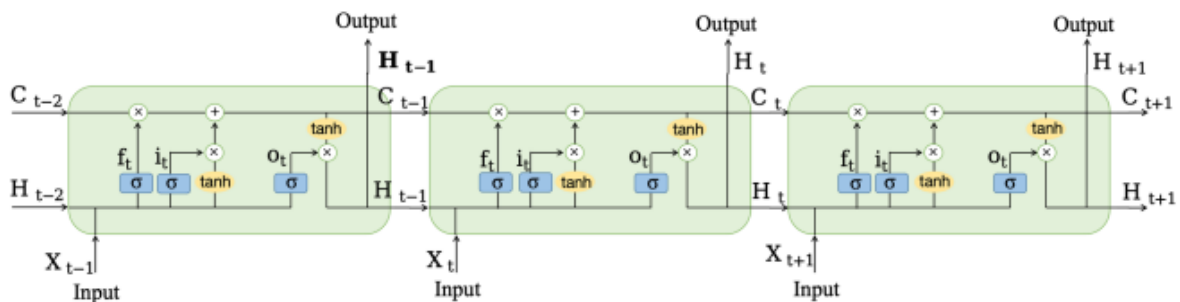 Output Output Output
H t−1 H t H t+1
C t−2 C t−1 C t C t+1
× + × + × +
tanh tanh tanh
f t i t × o t × f t i t × o t × f t i t × o t ×
σ σ tanh σ σ σ tanh σ σ σ tanh σ
H t−2 H t−1 H t H t+1
X t−1 X t X t+1
Input Input Input